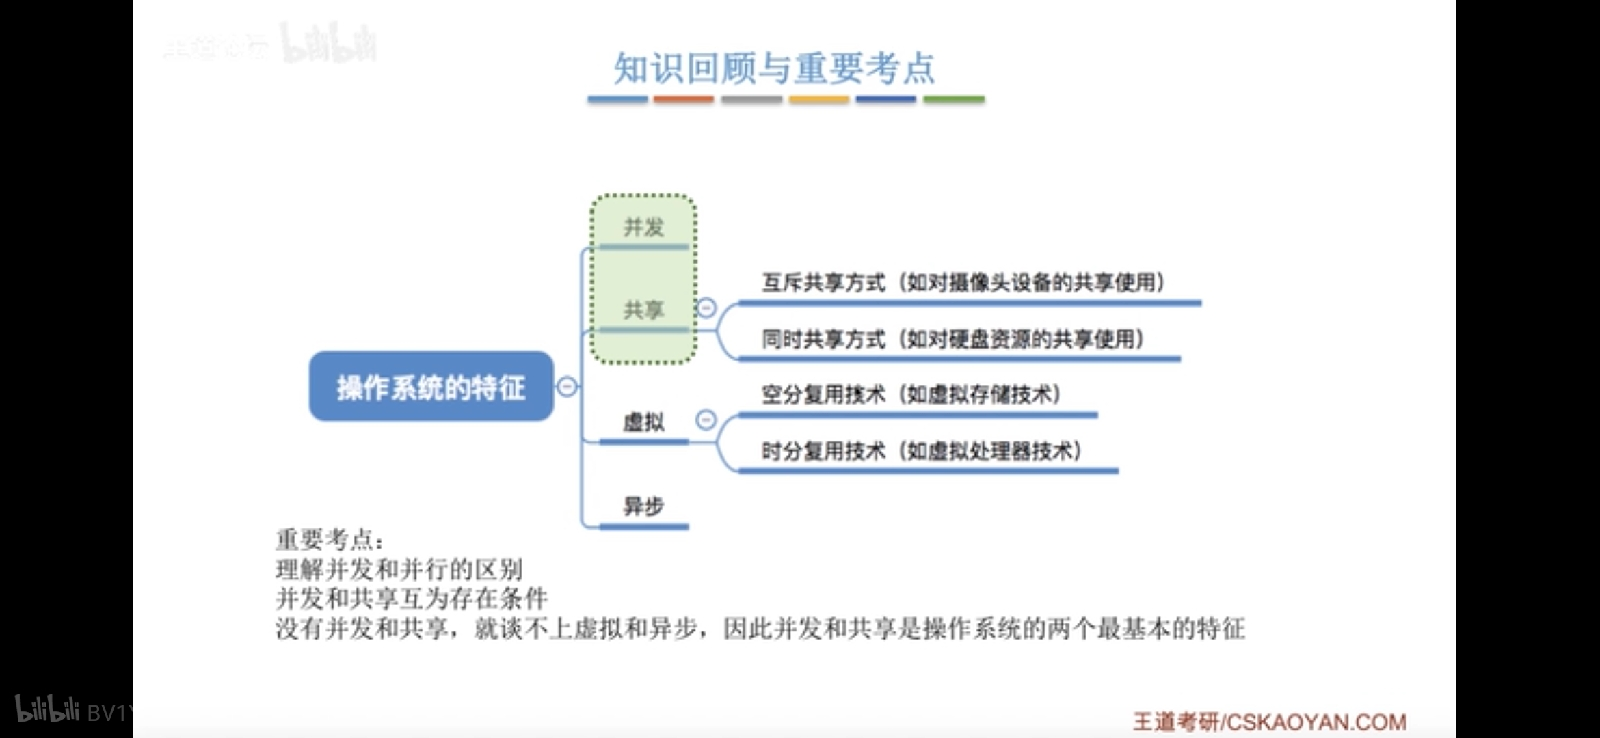 bilibili
知识回顾与重要考点
并发
共享
互斥共享方式（如对摄像头设备的共享使用）
同时共享方式（如对硬盘资源的共享使用）
操作系统的特征
虚拟
空分复用技术（如虚拟存储技术）
时分复用技术（如虚拟处理器技术）
异步
重要考点：
理解并发和并行的区别
并发和共享互为存在条件
没有并发和共享，就谈不上虚拟和异步，因此并发和共享是操作系统的两个最基本的特征
bilibili BV1
王道考研/CSKAOYAN.COM